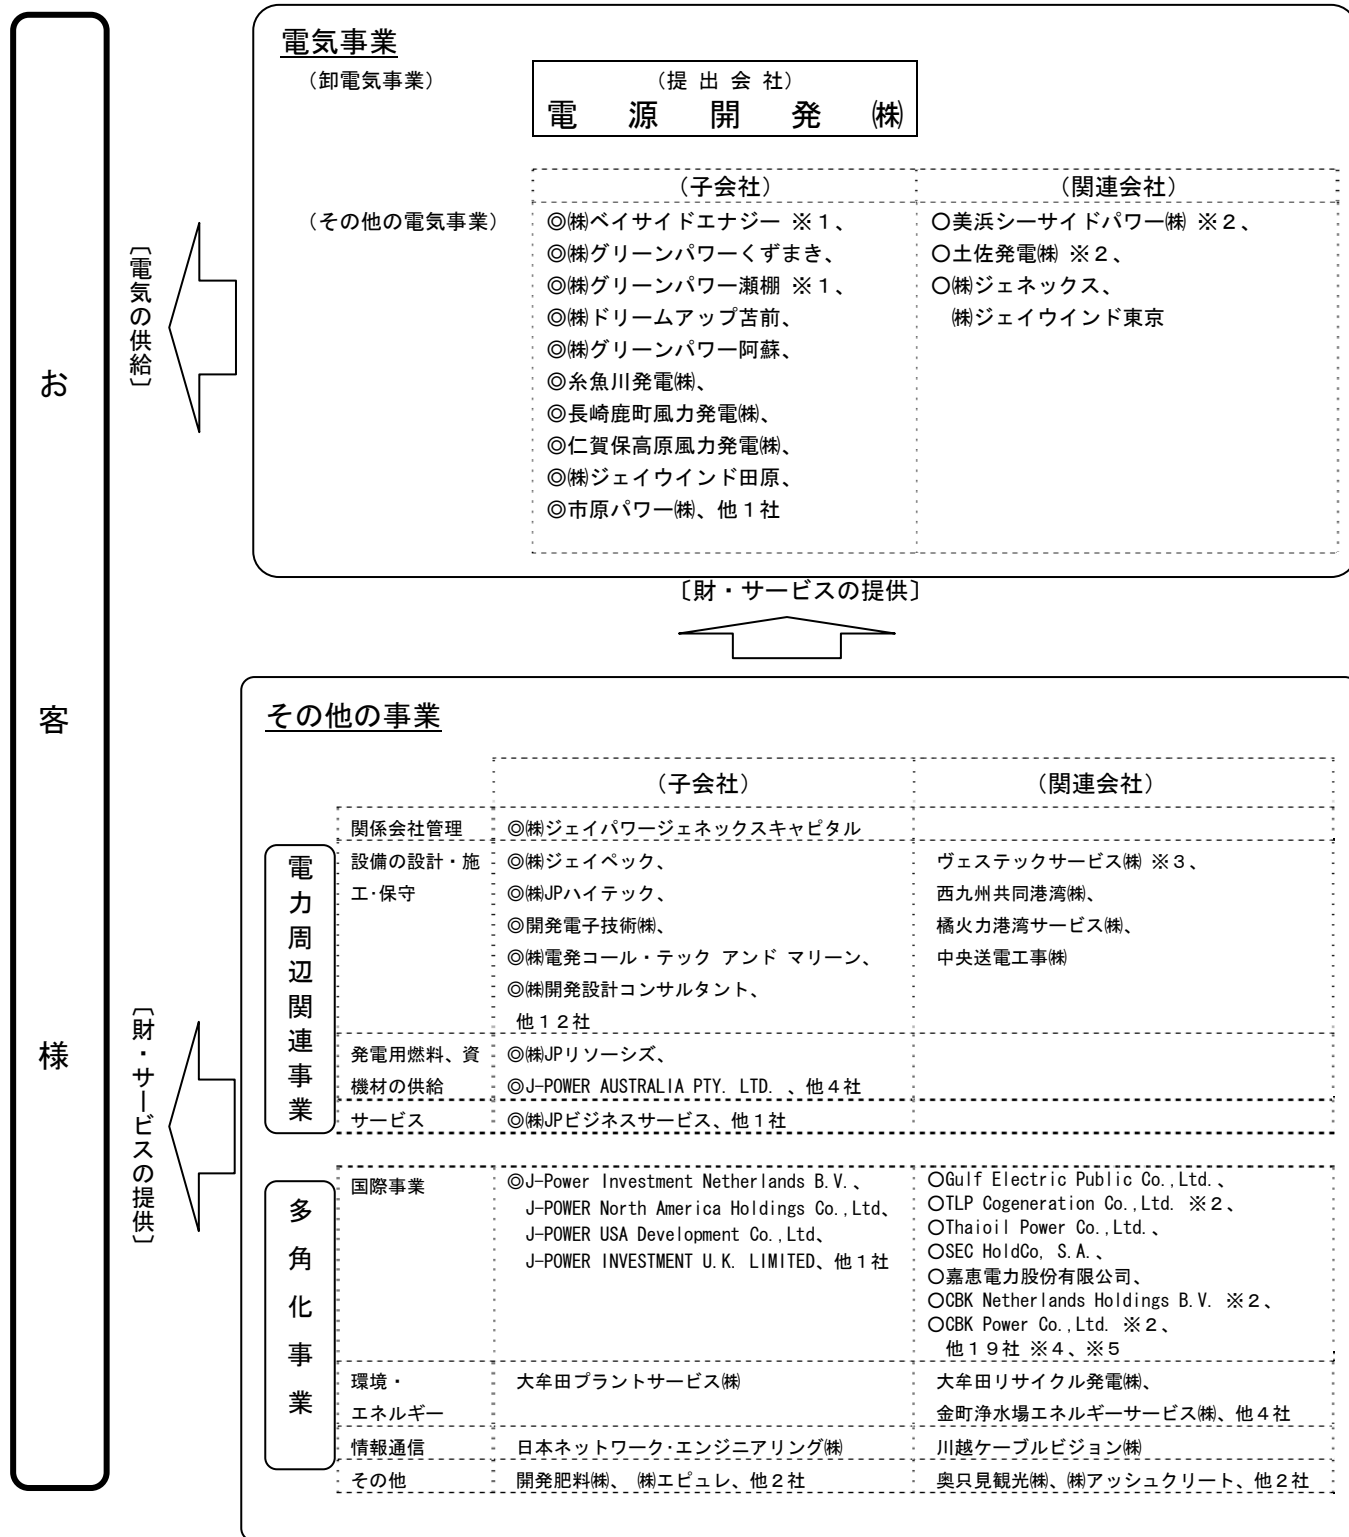 お客様
電気事業
（卸電気事業）
（提 出 会 社）
電 源 開 発 ㈱
（子会社）
（関連会社）
（その他の電気事業）
◎㈱ベイサイドエナジー ※１、
◎㈱グリーンパワーくずまき、
◎㈱グリーンパワー瀬棚 ※１、
◎㈱ドリームアップ苫前、
◎㈱グリーンパワー阿蘇、
◎糸魚川発電㈱、
◎長崎鹿町風力発電㈱、
◎仁賀保高原風力発電㈱、
◎㈱ジェイウインド田原、
◎市原パワー㈱、他１社
○美浜シーサイドパワー㈱ ※２、
○土佐発電㈱ ※２、
○㈱ジェネックス、
㈱ジェイウインド東京
〔電気の供給〕
〔財・サービスの提供〕
その他の事業
（子会社）
（関連会社）
電力周辺関連事業
関係会社管理
◎㈱ジェイパワージェネックスキャピタル
設備の設計・施
工・保守
◎㈱ジェイペック、
◎㈱JPハイテック、
◎開発電子技術㈱、
◎㈱電発コール・テック アンド マリーン、
◎㈱開発設計コンサルタント、
他１２社
ヴェステックサービス㈱ ※３、
西九州共同港湾㈱、
橘火力港湾サービス㈱、
中央送電工事㈱
発電用燃料、資
機材の供給
◎㈱JPリソーシズ、
◎J-POWER AUSTRALIA PTY. LTD. 、他４社
サービス
◎㈱JPビジネスサービス、他１社
〔財・サービスの提供〕
多角化事業
国際事業
◎J-Power Investment Netherlands B.V.、
J-POWER North America Holdings Co.,Ltd、
J-POWER USA Development Co.,Ltd、
J-POWER INVESTMENT U.K. LIMITED、他１社
○Gulf Electric Public Co.,Ltd.、
○TLP Cogeneration Co.,Ltd. ※２、
○Thaioil Power Co.,Ltd.、
○SEC HoldCo, S.A.、
○嘉恵電力股份有限公司、
○CBK Netherlands Holdings B.V. ※２、
○CBK Power Co.,Ltd. ※２、
他１９社 ※４、※５
環境・
エネルギー
大牟田プラントサービス㈱
大牟田リサイクル発電㈱、
金町浄水場エネルギーサービス㈱、他４社
情報通信
日本ネットワーク・エンジニアリング㈱
川越ケーブルビジョン㈱
その他
開発肥料㈱、 ㈱エピュレ、他２社
奥只見観光㈱、㈱アッシュクリート、他２社